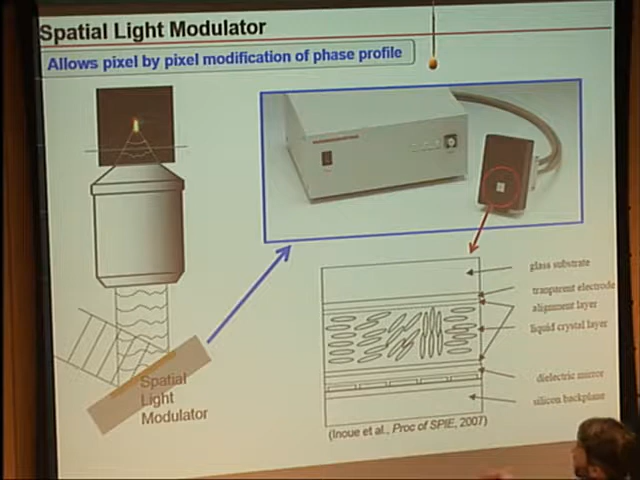 Spatial Light Modulator
Allows pixel by pixel modification of phase profile
glass substrate
tranparent electrode
alignment layer
liquid crystal layer
dielectric mirror
silicon backplane
Spatial
Light
Modulator
(Inoue et al., Proc of SPIE, 2007)